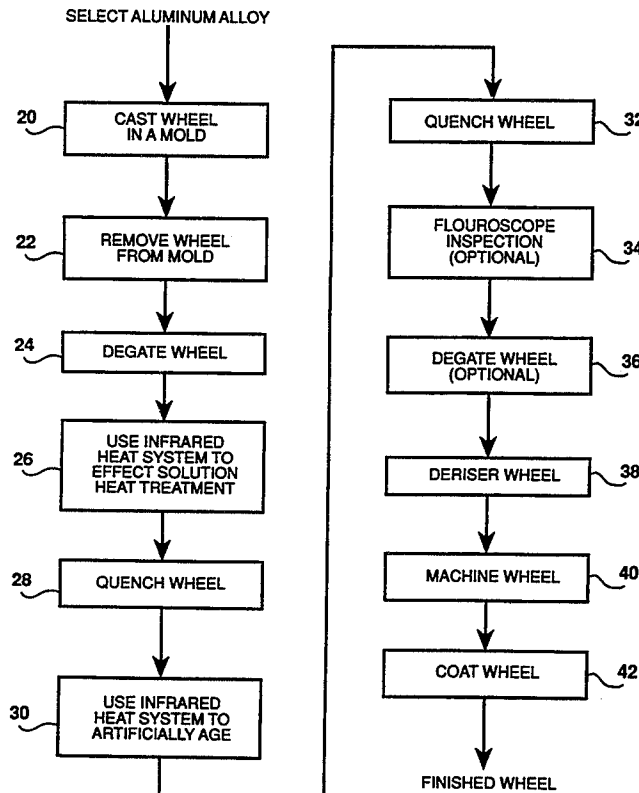 SELECT ALUMINUM ALLOY
20
CAST WHEEL
IN A MOLD
22
REMOVE WHEEL
FROM MOLD
24
DEGATE WHEEL
26
USE INFRARED
HEAT SYSTEM TO
EFFECT SOLUTION
HEAT TREATMENT
28
QUENCH WHEEL
30
USE INFRARED
HEAT SYSTEM TO
ARTIFICIALLY AGE
QUENCH WHEEL
32
FLOUROSCOPE
INSPECTION
(OPTIONAL)
34
DEGATE WHEEL
(OPTIONAL)
36
DERISER WHEEL
38
MACHINE WHEEL
40
COAT WHEEL
42
FINISHED WHEEL